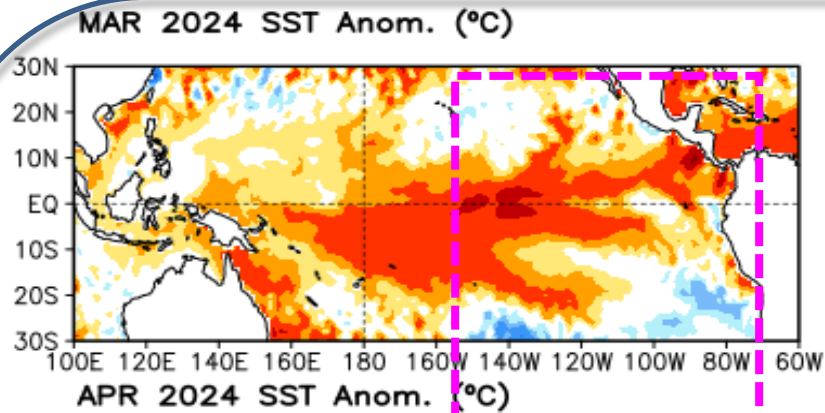 MAR 2024 SST Anom. (ºC)
30N
20N
10N
EQ
10S
20S
30S
100E 120E 140E 160E 180 160W 140W 120W 100W 80W 60W
APR 2024 SST Anom. (ºC)